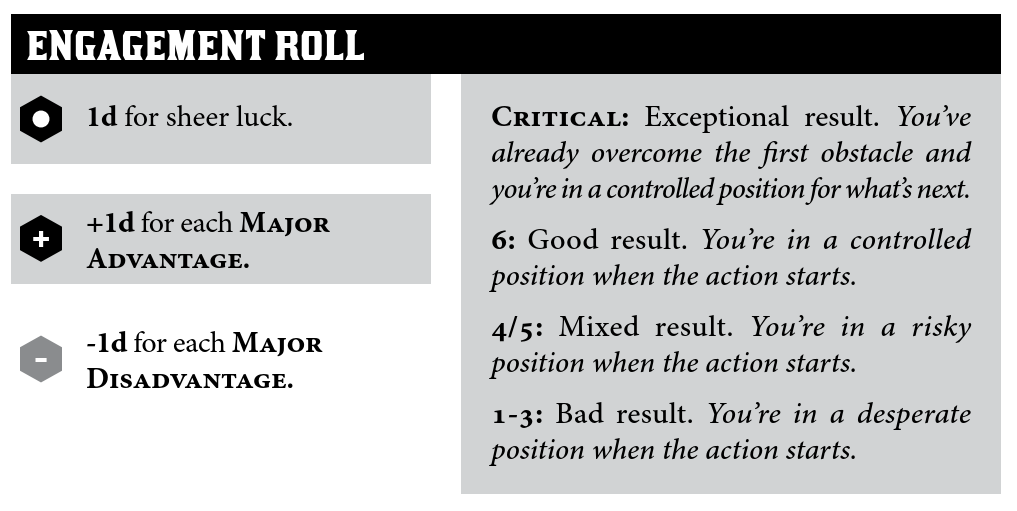 ENGAGEMENT ROLL
1d for sheer luck.
+
+1d for each MAJOR
ADVANTAGE.
-
-1d for each MAJOR
DISADVANTAGE.
CRITICAL: Exceptional result. You’ve
already overcome the first obstacle and
you’re in a controlled position for what’s next.
6: Good result. You’re in a controlled
position when the action starts.
4/5: Mixed result. You’re in a risky
position when the action starts.
1-3: Bad result. You’re in a desperate
position when the action starts.